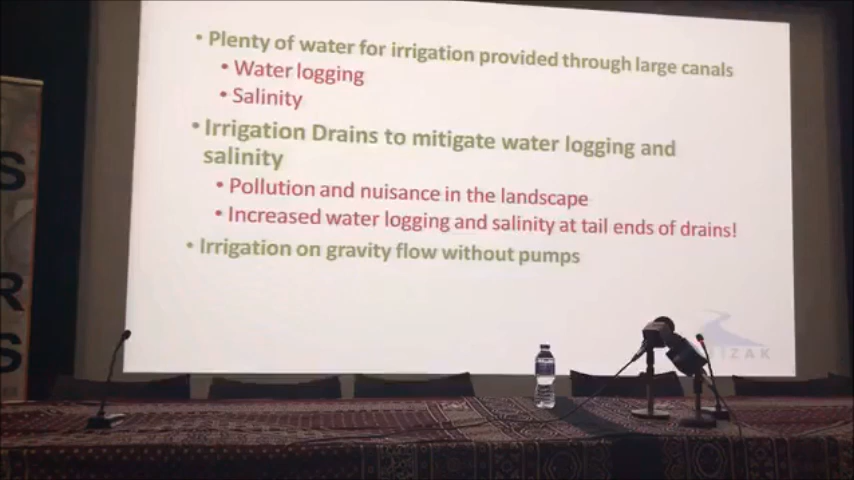 • Plenty of water for irrigation provided through large canals
• Water logging
• Salinity
• Irrigation Drains to mitigate water logging and
salinity
• Pollution and nuisance in the landscape
• Increased water logging and salinity at tail ends of drains!
• Irrigation on gravity flow without pumps
S
R
S